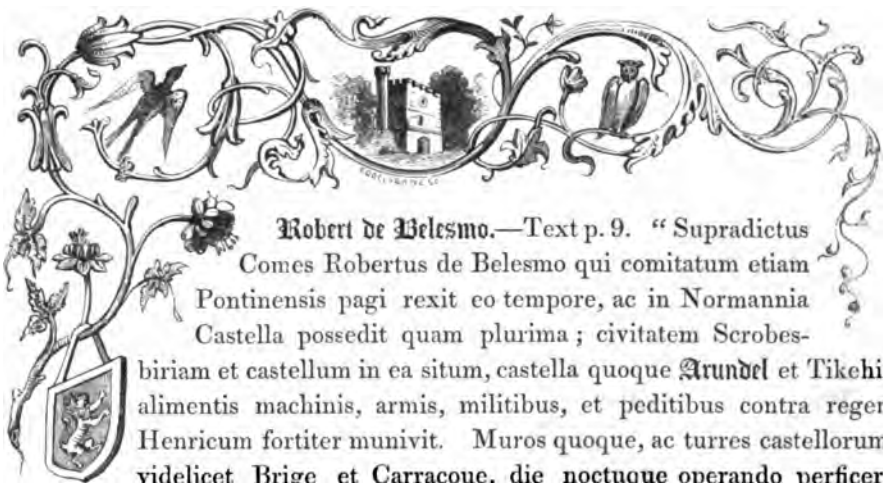 Robert de Belesmo.—Text p. 9. “ Supradictus
Comes Robertus de Belesmo qui comitatum etiam
Pontinensis pagi rexit eo tempore, ac in Normannia
Castella possedit quam plurima ; civitatem Scrobes-
biriam et castellum in ea situm, castella quoque Arundel et Tikehi
alimentis machinis, armis, militibus, et peditibus contra reger
Henricum fortiter munivit. Muros quoque, ac turres castellorum
videlicet Brige et Carracoue, die noctuque operando perficer